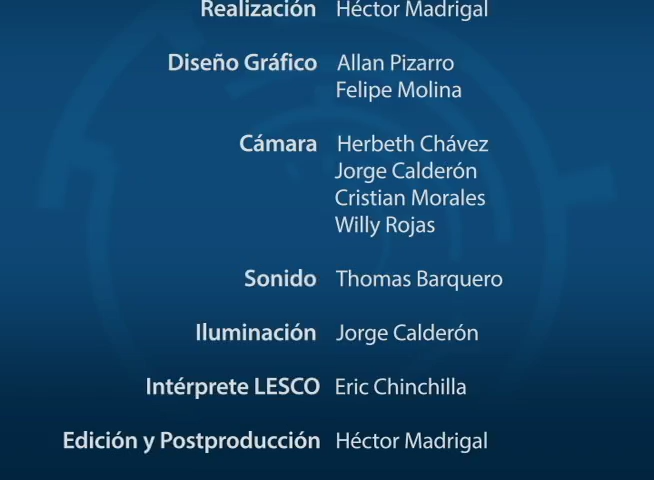 Realización Héctor Madrigal
Diseño Gráfico Allan Pizarro
Felipe Molina
Cámara Herbeth Chávez
Jorge Calderón
Cristian Morales
Willy Rojas
Sonido Thomas Barquero
Iluminación Jorge Calderón
Intérprete LESCO Eric Chinchilla
Edición y Postproducción Héctor Madrigal